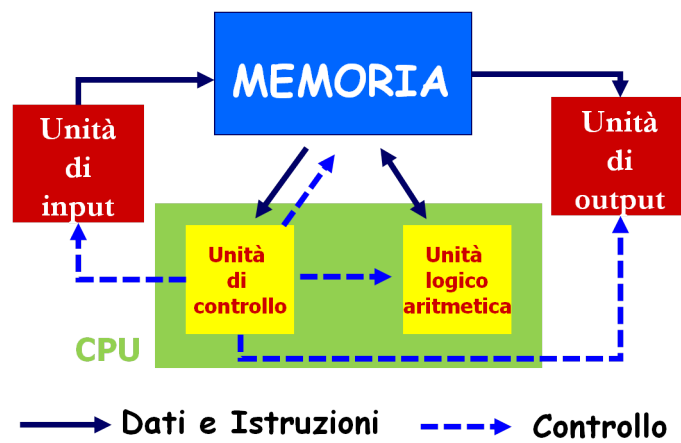 MEMORIA
Unità
di
input
Unità
di
output
Unità
di
controllo
Unità
logico
aritmetica
CPU
Dati e Istruzioni
Controllo